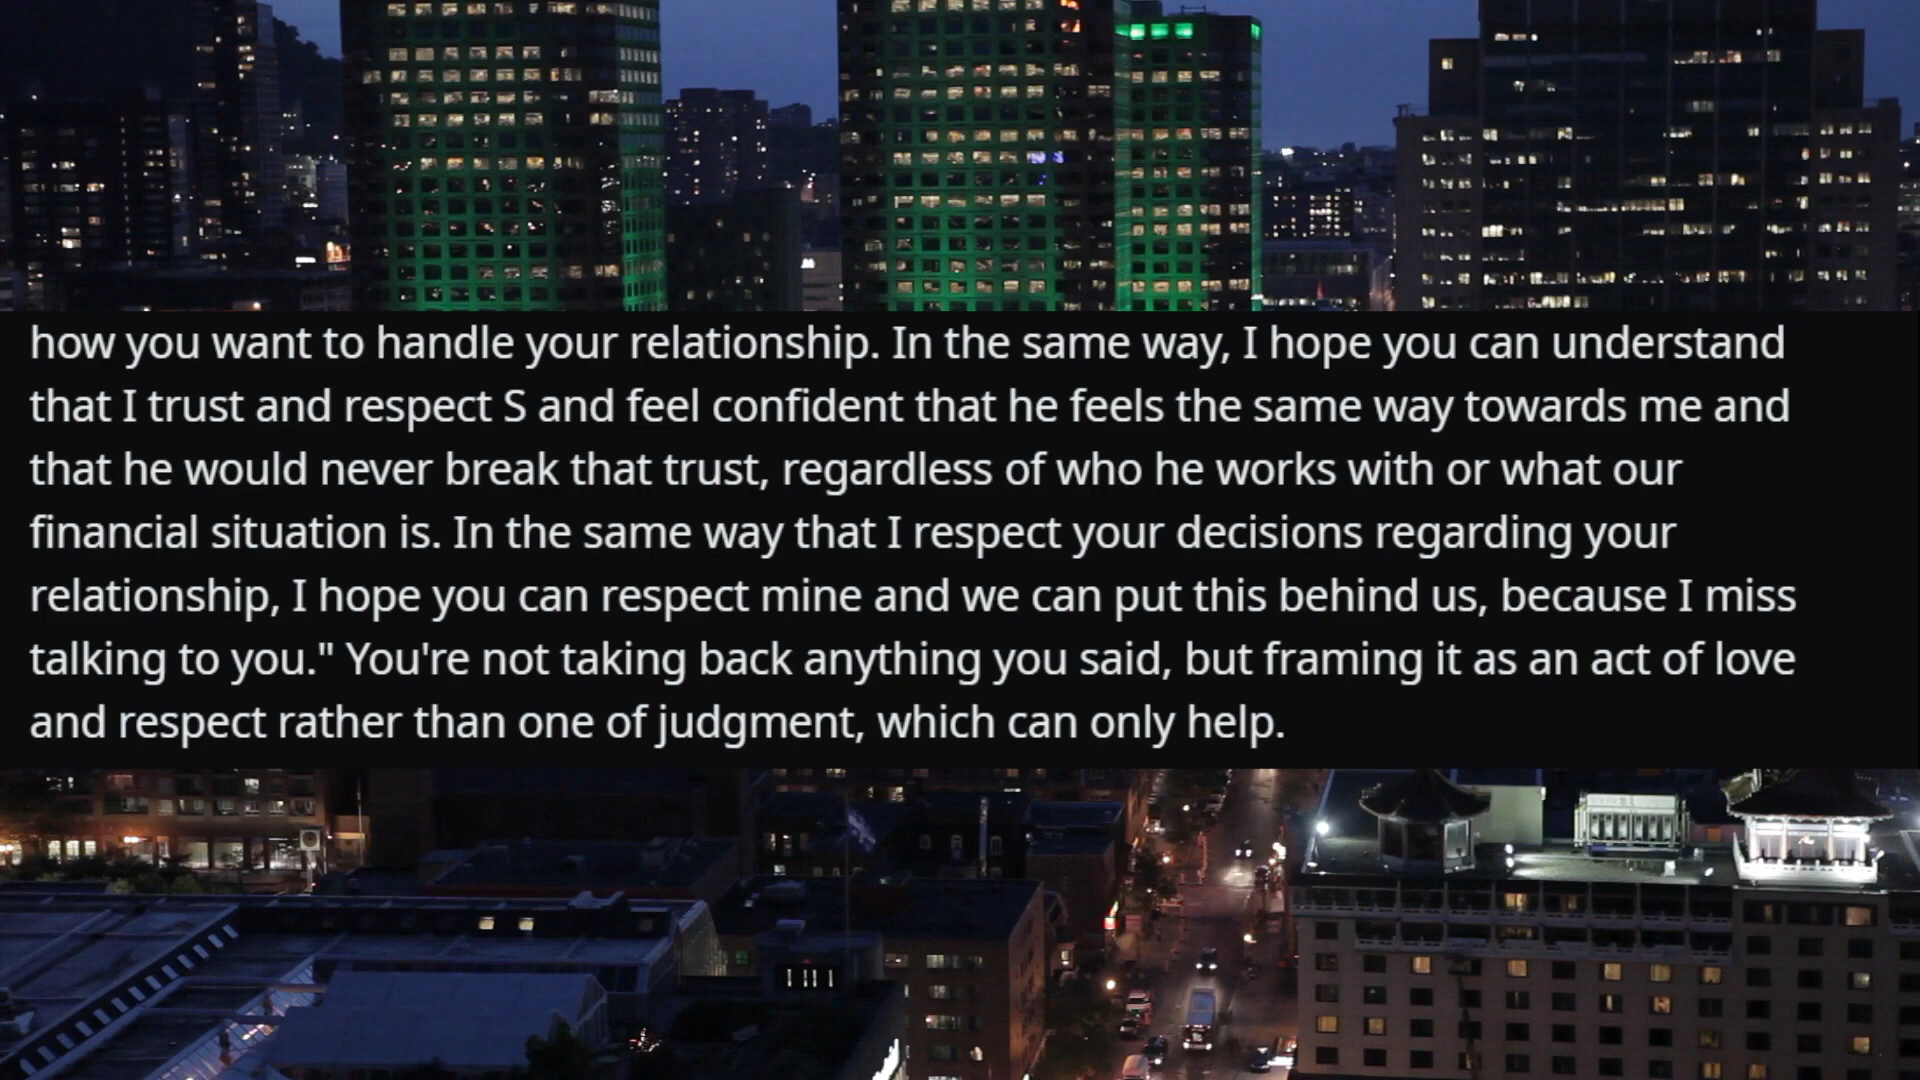 how you want to handle your relationship. In the same way, I hope you can understand
that I trust and respect S and feel confident that he feels the same way towards me and
that he would never break that trust, regardless of who he works with or what our
financial situation is. In the same way that I respect your decisions regarding your
relationship, I hope you can respect mine and we can put this behind us, because I miss
talking to you." You're not taking back anything you said, but framing it as an act of love
and respect rather than one of judgment, which can only help.